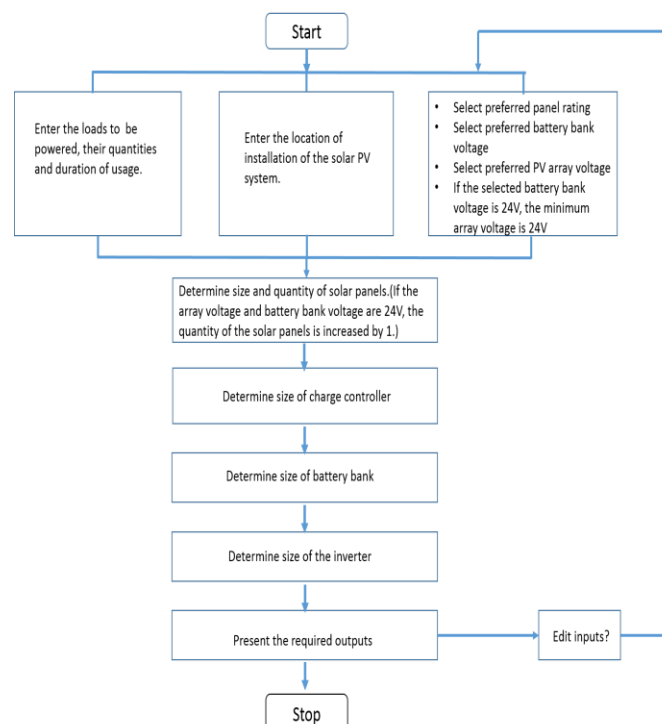 Start
Enter the loads to be
powered, their quantities
and duration of usage.
Enter the location of
installation of the solar PV
system.
• Select preferred panel rating
• Select preferred battery bank
voltage
• Select preferred PV array voltage
• If the selected battery bank
voltage is 24V, the minimum
array voltage is 24V
Determine size and quantity of solar panels.(If the
array voltage and battery bank voltage are 24V, the
quantity of the solar panels is increased by 1.)
Determine size of charge controller
Determine size of battery bank
Determine size of the inverter
Present the required outputs
Edit inputs?
Stop